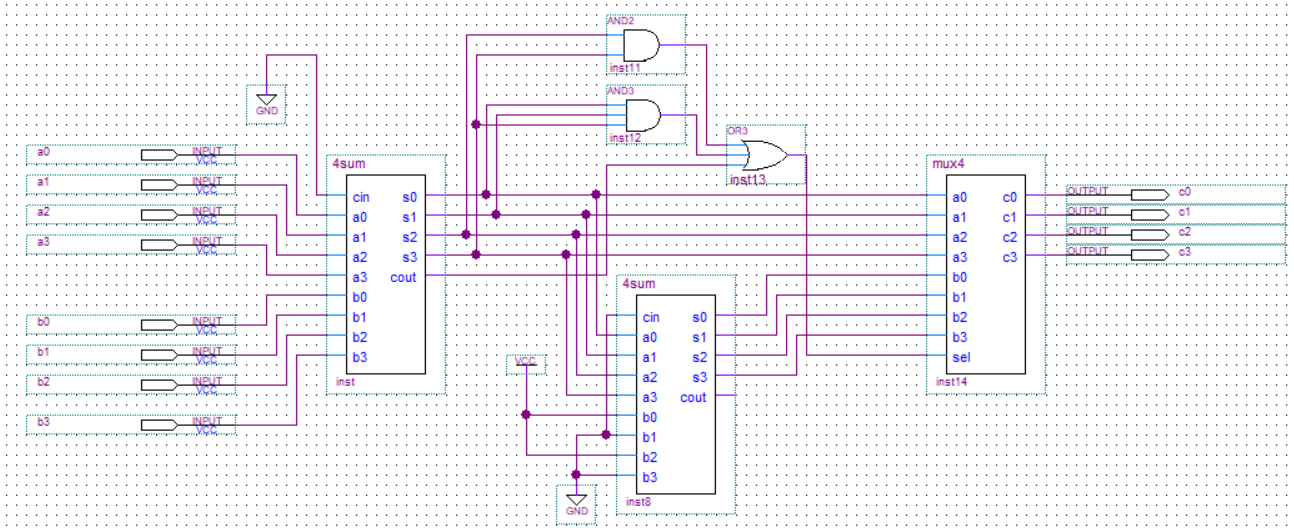 AND2
inst11
GND
AND3
inst12
OR3
inst13
a0 INPUT VCC
a1 INPUT VCC
a2 INPUT VCC
a3 INPUT VCC
b0 INPUT VCC
b1 INPUT VCC
b2 INPUT VCC
b3 INPUT VCC
4sum
cin s0
a0 s1
a1 s2
a2 s3
a3 cout
b0
b1
b2
b3
inst
VCC
GND
4sum
cin s0
a0 s1
a1 s2
a2 s3
a3 cout
b0
b1
b2
b3
inst8
mux4
a0 c0
a1 c1
a2 c2
a3 c3
b0
b1
b2
b3
sel
inst14
OUTPUT c0
OUTPUT c1
OUTPUT c2
OUTPUT c3